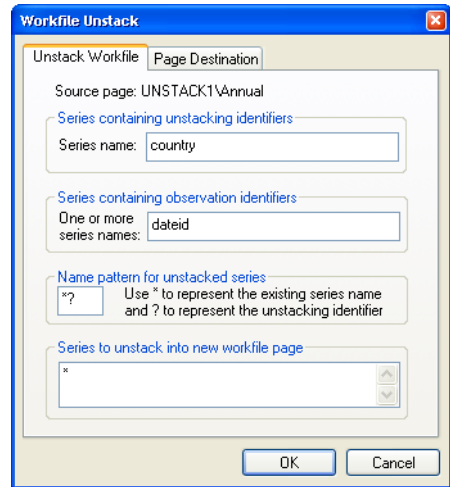 Workfile Unstack
Unstack Workfile Page Destination
Source page: UNSTACK1\Annual
Series containing unstacking identifiers
Series name: country
Series containing observation identifiers
One or more
series names: dateid
Name pattern for unstacked series
*? Use * to represent the existing series name
and ? to represent the unstacking identifier
Series to unstack into new workfile page
*
OK Cancel